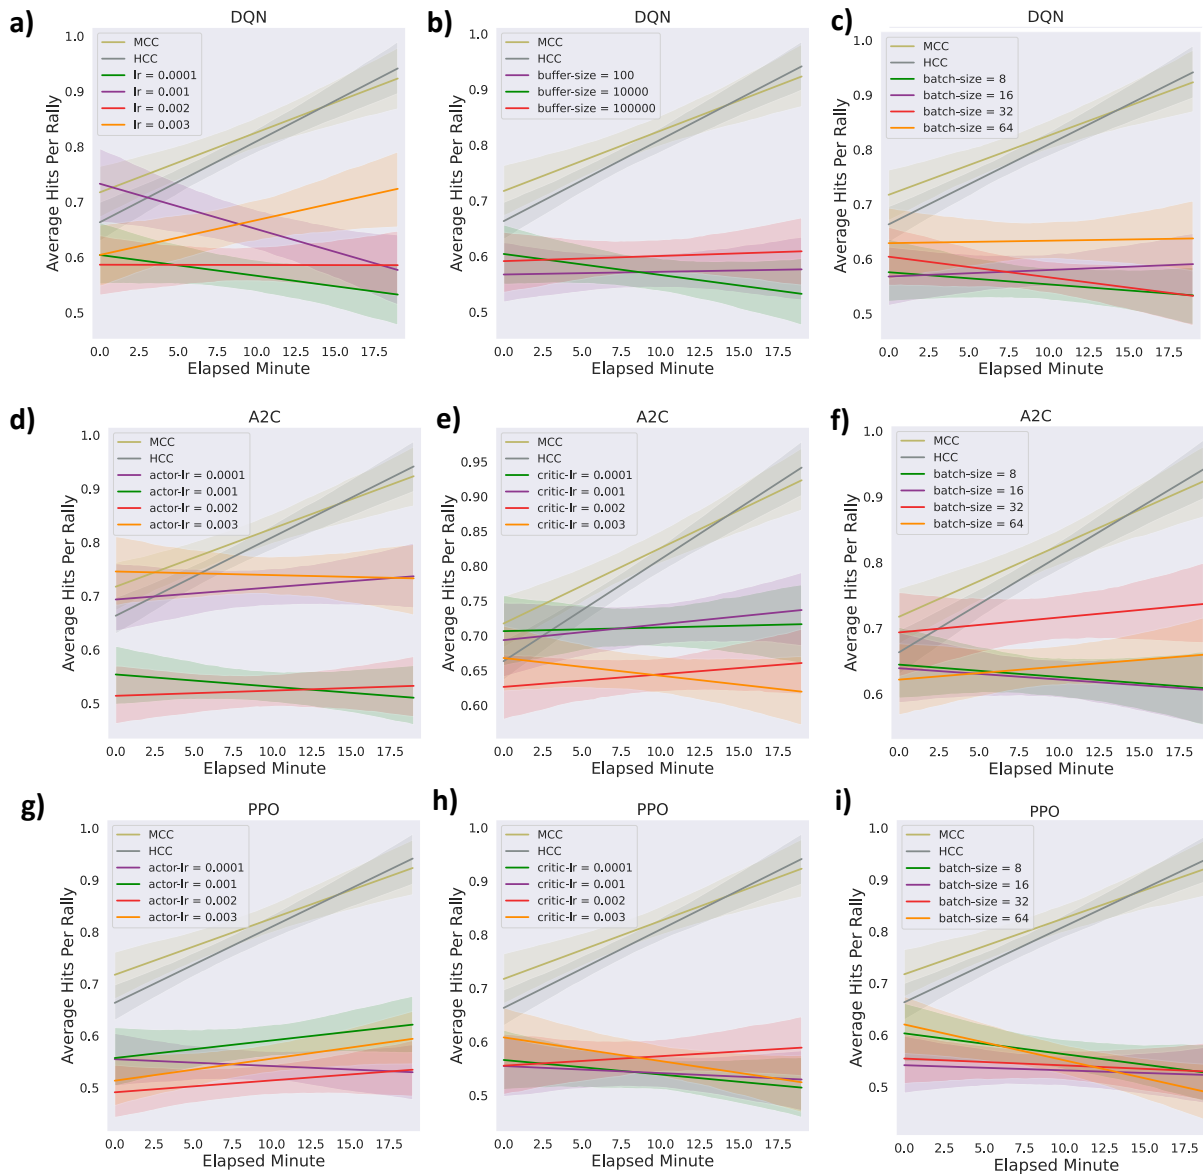 a)
DQN
1.0
0.9
0.8
0.7
0.6
0.5
Average Hits Per Rally
MCC
HCC
lr = 0.0001
lr = 0.001
lr = 0.002
lr = 0.003
0.0 2.5 5.0 7.5 10.0 12.5 15.0 17.5
Elapsed Minute
b)
DQN
1.0
0.9
0.8
0.7
0.6
0.5
Average Hits Per Rally
MCC
HCC
buffer-size = 100
buffer-size = 10000
buffer-size = 100000
0.0 2.5 5.0 7.5 10.0 12.5 15.0 17.5
Elapsed Minute
c)
DQN
1.0
0.9
0.8
0.7
0.6
0.5
Average Hits Per Rally
MCC
HCC
batch-size = 8
batch-size = 16
batch-size = 32
batch-size = 64
0.0 2.5 5.0 7.5 10.0 12.5 15.0 17.5
Elapsed Minute
d)
A2C
1.0
0.9
0.8
0.7
0.6
0.5
Average Hits Per Rally
MCC
HCC
actor-lr = 0.0001
actor-lr = 0.001
actor-lr = 0.002
actor-lr = 0.003
0.0 2.5 5.0 7.5 10.0 12.5 15.0 17.5
Elapsed Minute
e)
A2C
0.95
0.90
0.85
0.80
0.75
0.70
0.65
0.60
Average Hits Per Rally
MCC
HCC
critic-lr = 0.0001
critic-lr = 0.001
critic-lr = 0.002
critic-lr = 0.003
0.0 2.5 5.0 7.5 10.0 12.5 15.0 17.5
Elapsed Minute
f)
A2C
1.0
0.9
0.8
0.7
0.6
Average Hits Per Rally
MCC
HCC
batch-size = 8
batch-size = 16
batch-size = 32
batch-size = 64
0.0 2.5 5.0 7.5 10.0 12.5 15.0 17.5
Elapsed Minute
g)
PPO
1.0
0.9
0.8
0.7
0.6
0.5
Average Hits Per Rally
MCC
HCC
actor-lr = 0.0001
actor-lr = 0.001
actor-lr = 0.002
actor-lr = 0.003
0.0 2.5 5.0 7.5 10.0 12.5 15.0 17.5
Elapsed Minute
h)
PPO
1.0
0.9
0.8
0.7
0.6
0.5
Average Hits Per Rally
MCC
HCC
critic-lr = 0.0001
critic-lr = 0.001
critic-lr = 0.002
critic-lr = 0.003
0.0 2.5 5.0 7.5 10.0 12.5 15.0 17.5
Elapsed Minute
i)
PPO
1.0
0.9
0.8
0.7
0.6
0.5
Average Hits Per Rally
MCC
HCC
batch-size = 8
batch-size = 16
batch-size = 32
batch-size = 64
0.0 2.5 5.0 7.5 10.0 12.5 15.0 17.5
Elapsed Minute